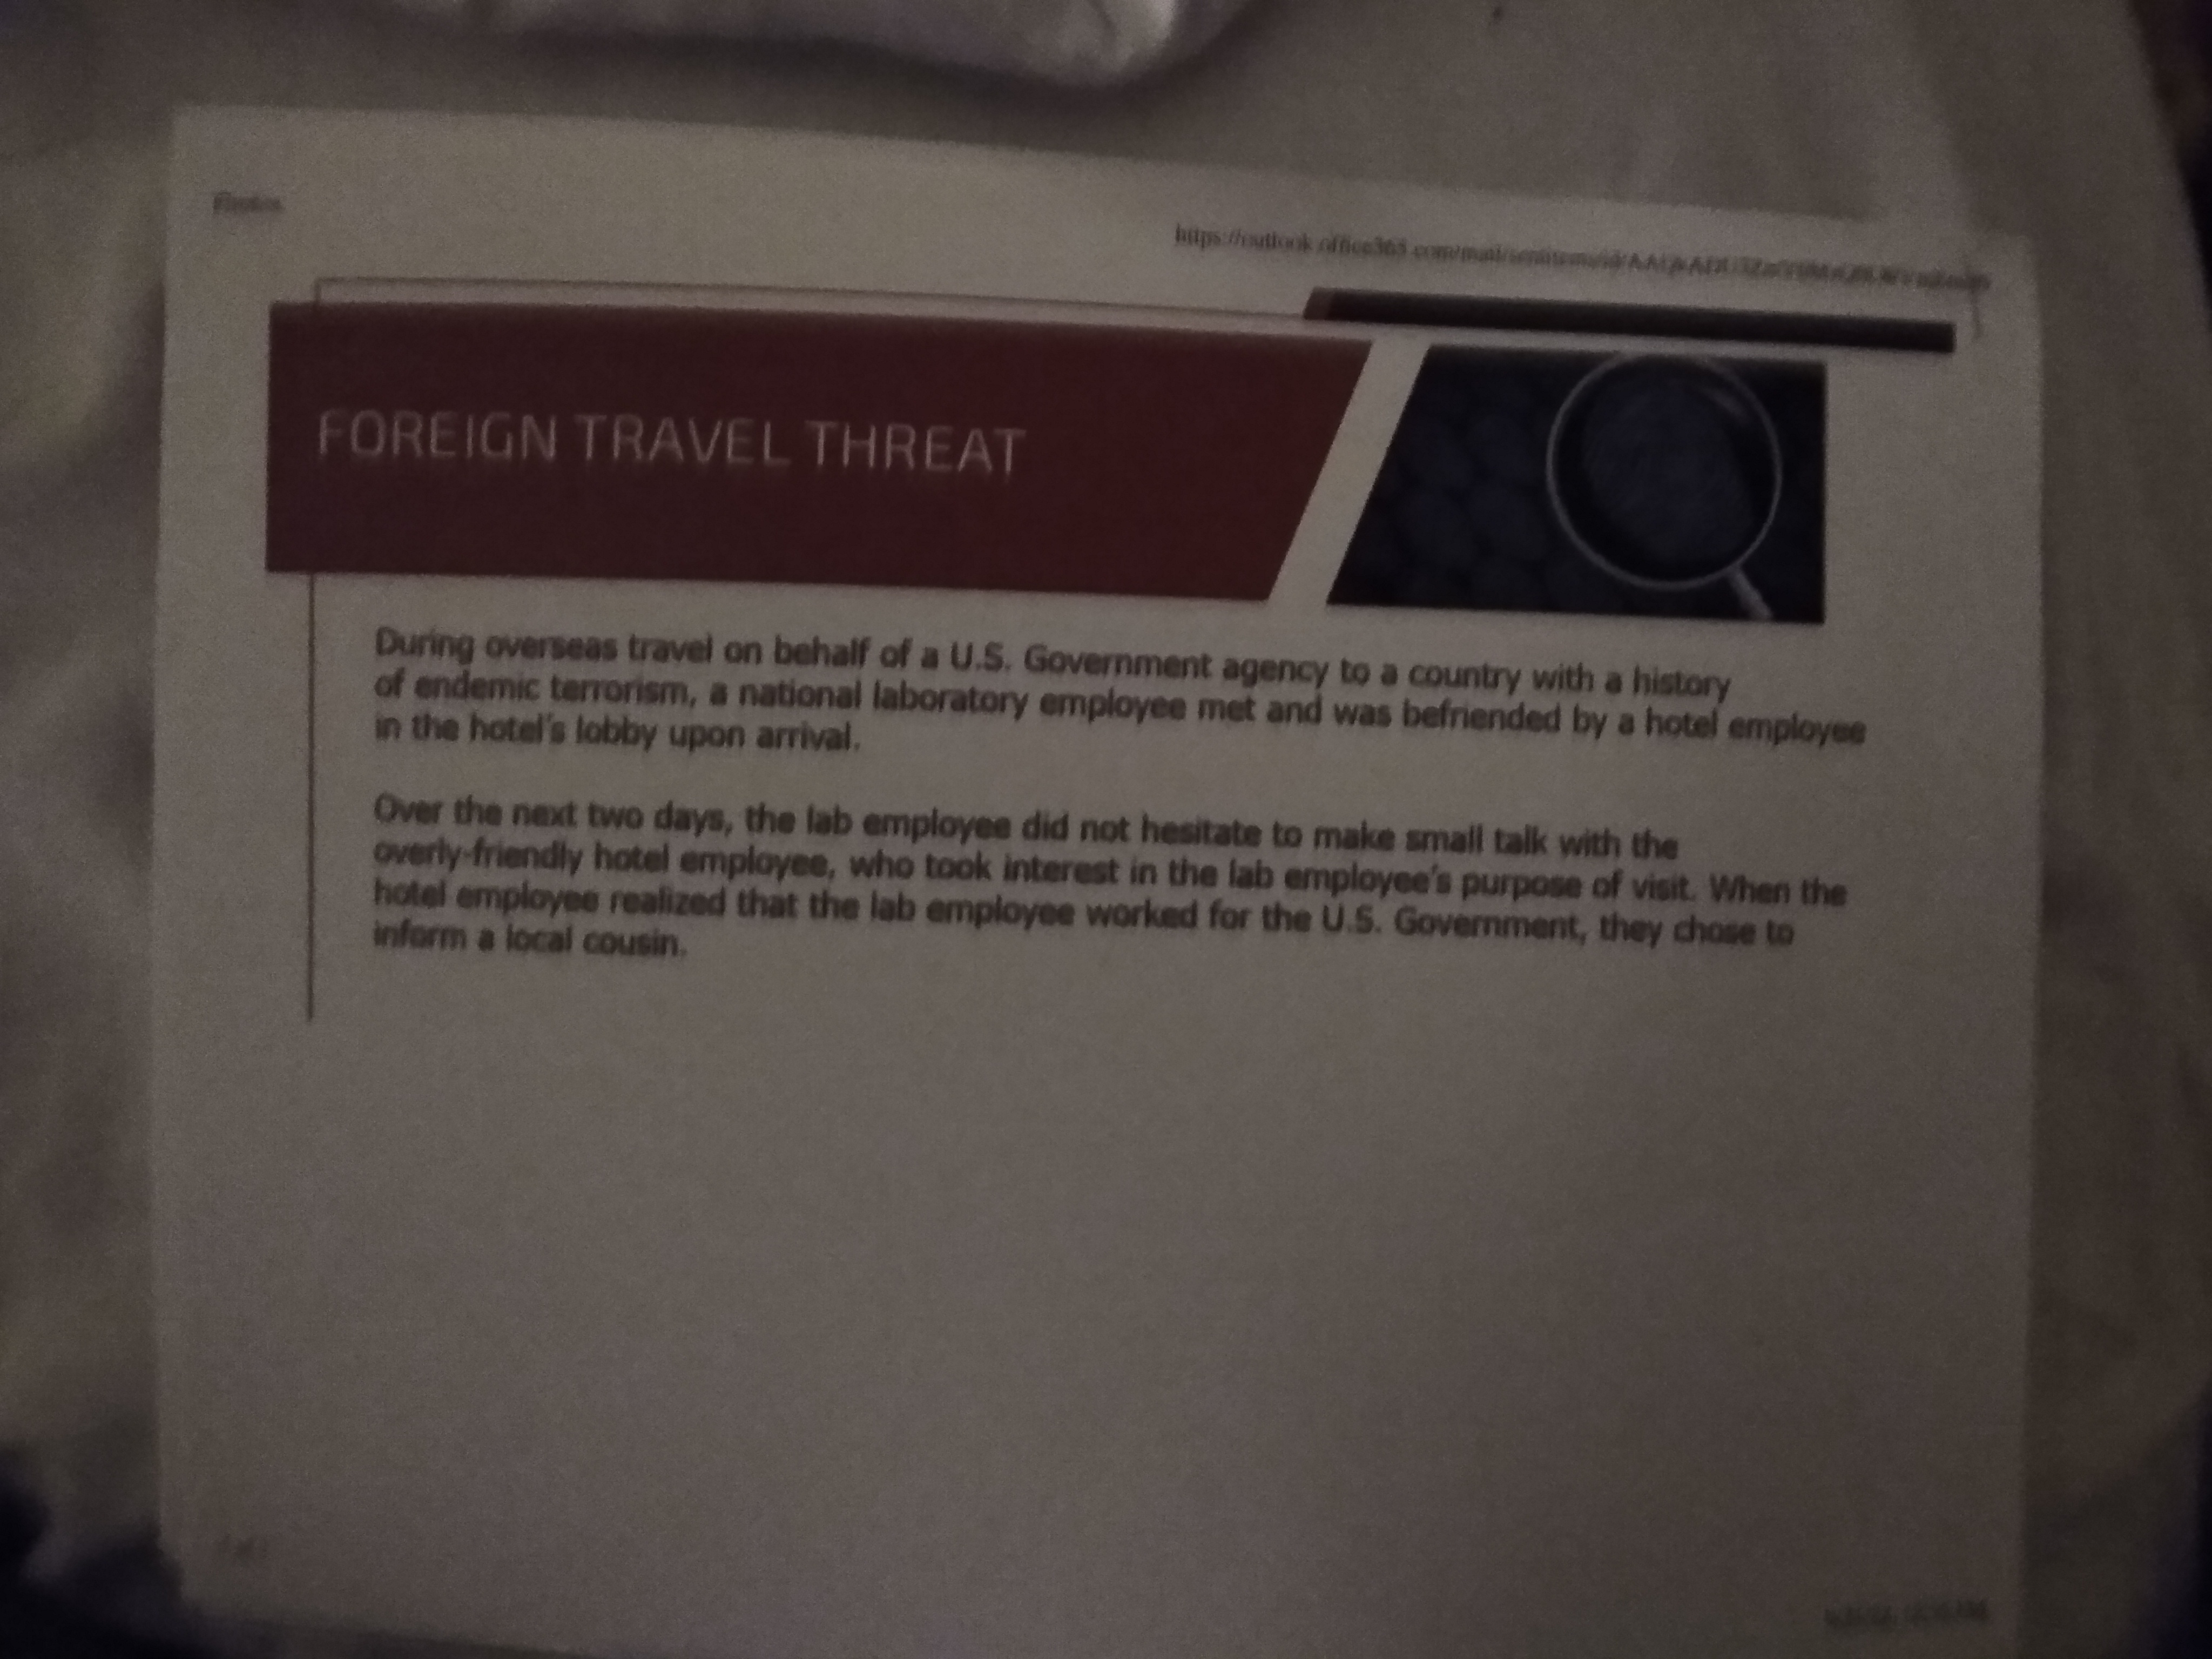 https://outlook.office365.com/mail/sentitems/id/
FOREIGN TRAVEL THREAT
During overseas travel on behalf of a U.S. Government agency to a country with a history
of endemic terrorism, a national laboratory employee met and was befriended by a hotel employee
in the hotel's lobby upon arrival.
Over the next two days, the lab employee did not hesitate to make small talk with the
overly-friendly hotel employee, who took interest in the lab employee's purpose of visit. When the
hotel employee realized that the lab employee worked for the U.S. Government, they chose to
inform a local cousin.